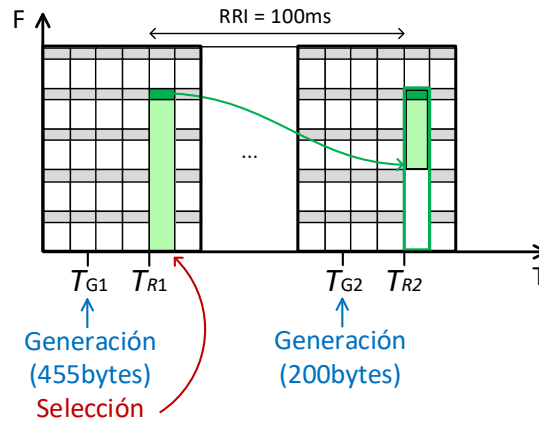 RRI = 100ms
F
...
T
TG1
TR1
TG2
TR2
Generación
(455bytes)
Selección
Generación
(200bytes)